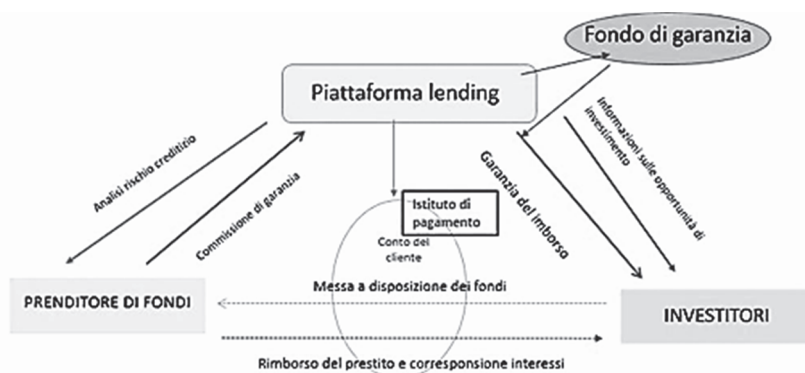 Fondo di garanzia
Piattaforma lending
Analisi rischio creditizio
Commissione di garanzia
Istituto di
pagamento
Conto del
cliente
Garanzia del imborso
Informazioni sulle opportunità di
investimento
Messa a disposizione dei fondi
PRENDITORE DI FONDI
INVESTITORI
Rimborso del prestito e corresponsione interessi